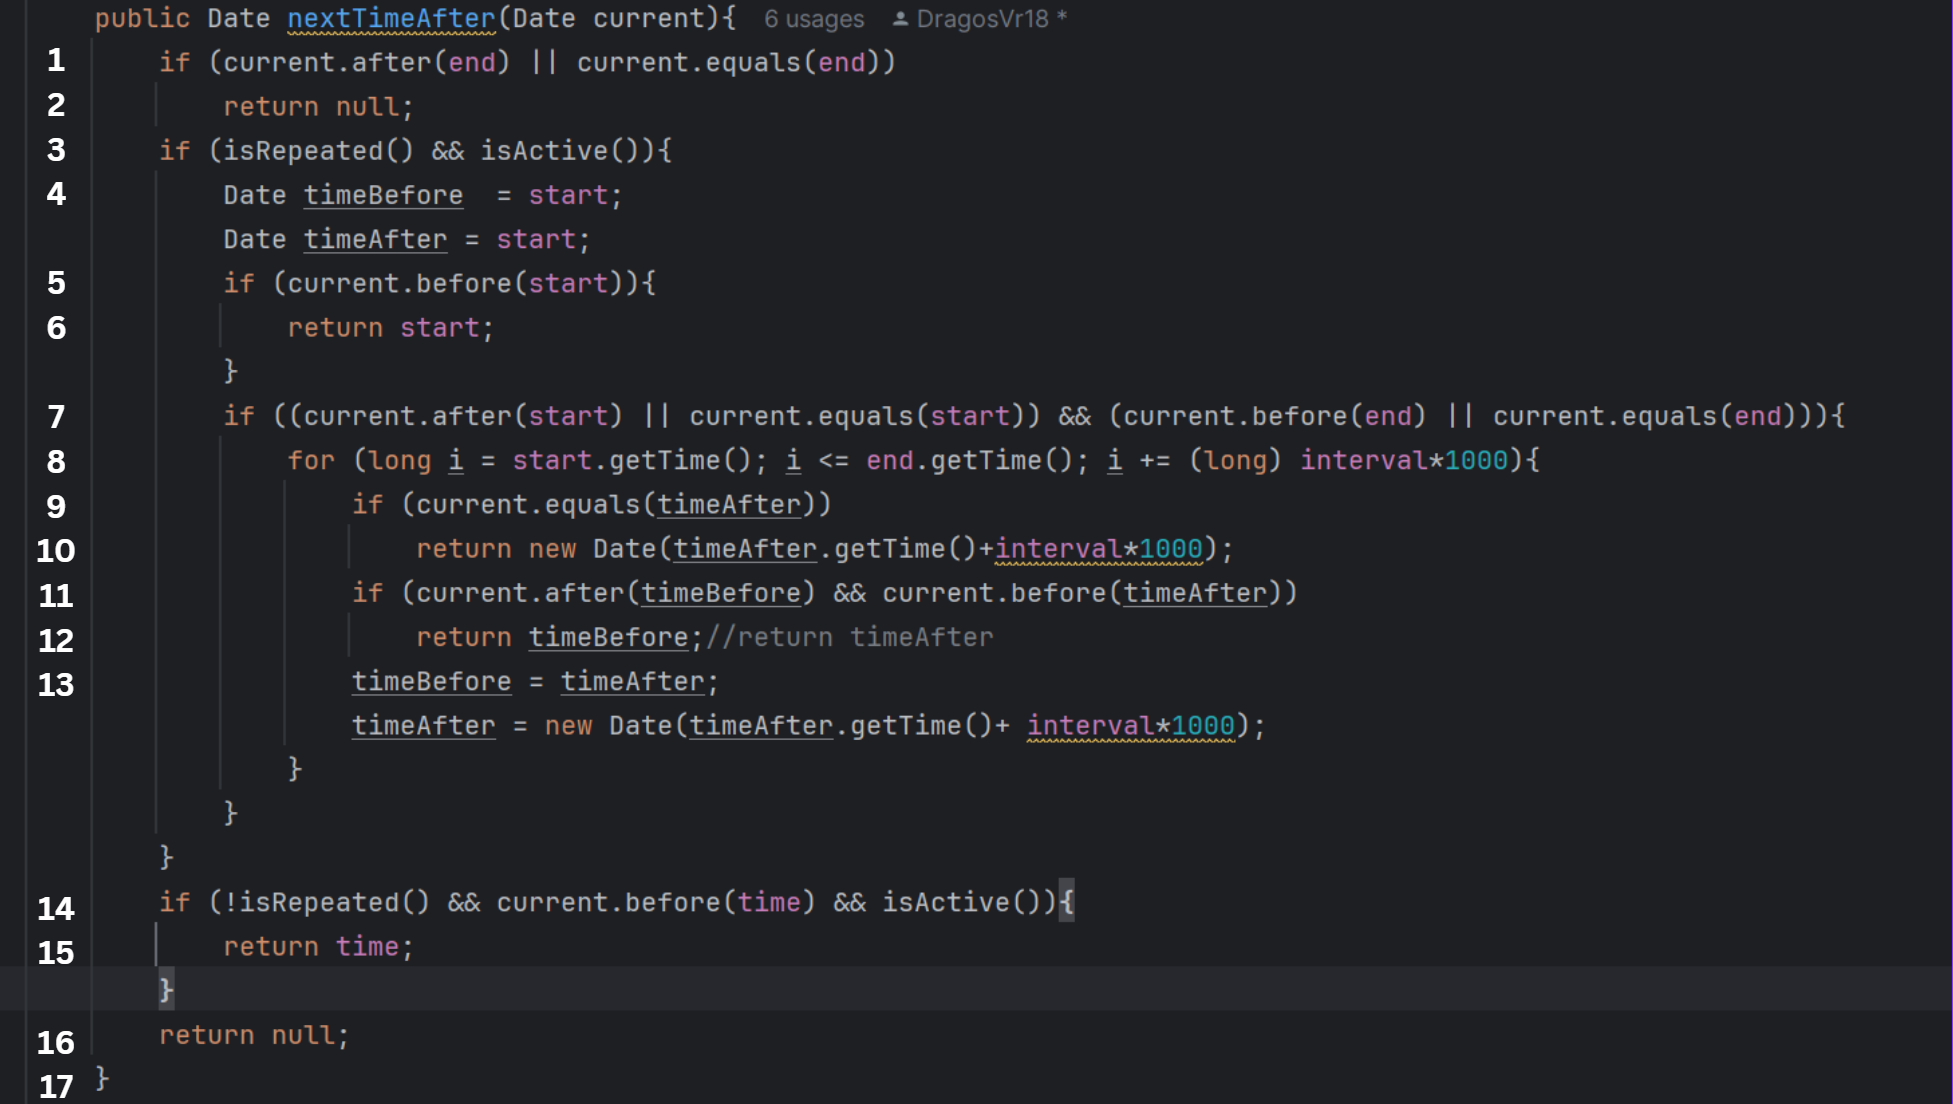 public Date nextTimeAfter(Date current){ 6 usages DragosVr18 *
1 if (current.after(end) || current.equals(end))
2 return null;
3 if (isRepeated() && isActive()){
4 Date timeBefore  = start;
Date timeAfter = start;
5 if (current.before(start)){
6 return start;
}
7 if ((current.after(start) || current.equals(start)) && (current.before(end) || current.equals(end))){
8 for (long i = start.getTime(); i <= end.getTime(); i += (long) interval*1000){
9 if (current.equals(timeAfter))
10 return new Date(timeAfter.getTime()+interval*1000);
11 if (current.after(timeBefore) && current.before(timeAfter))
12 return timeBefore;//return timeAfter
13 timeBefore = timeAfter;
timeAfter = new Date(timeAfter.getTime()+ interval*1000);
}
}
}
14 if (!isRepeated() && current.before(time) && isActive()){
15 return time;
}
16 return null;
17 }